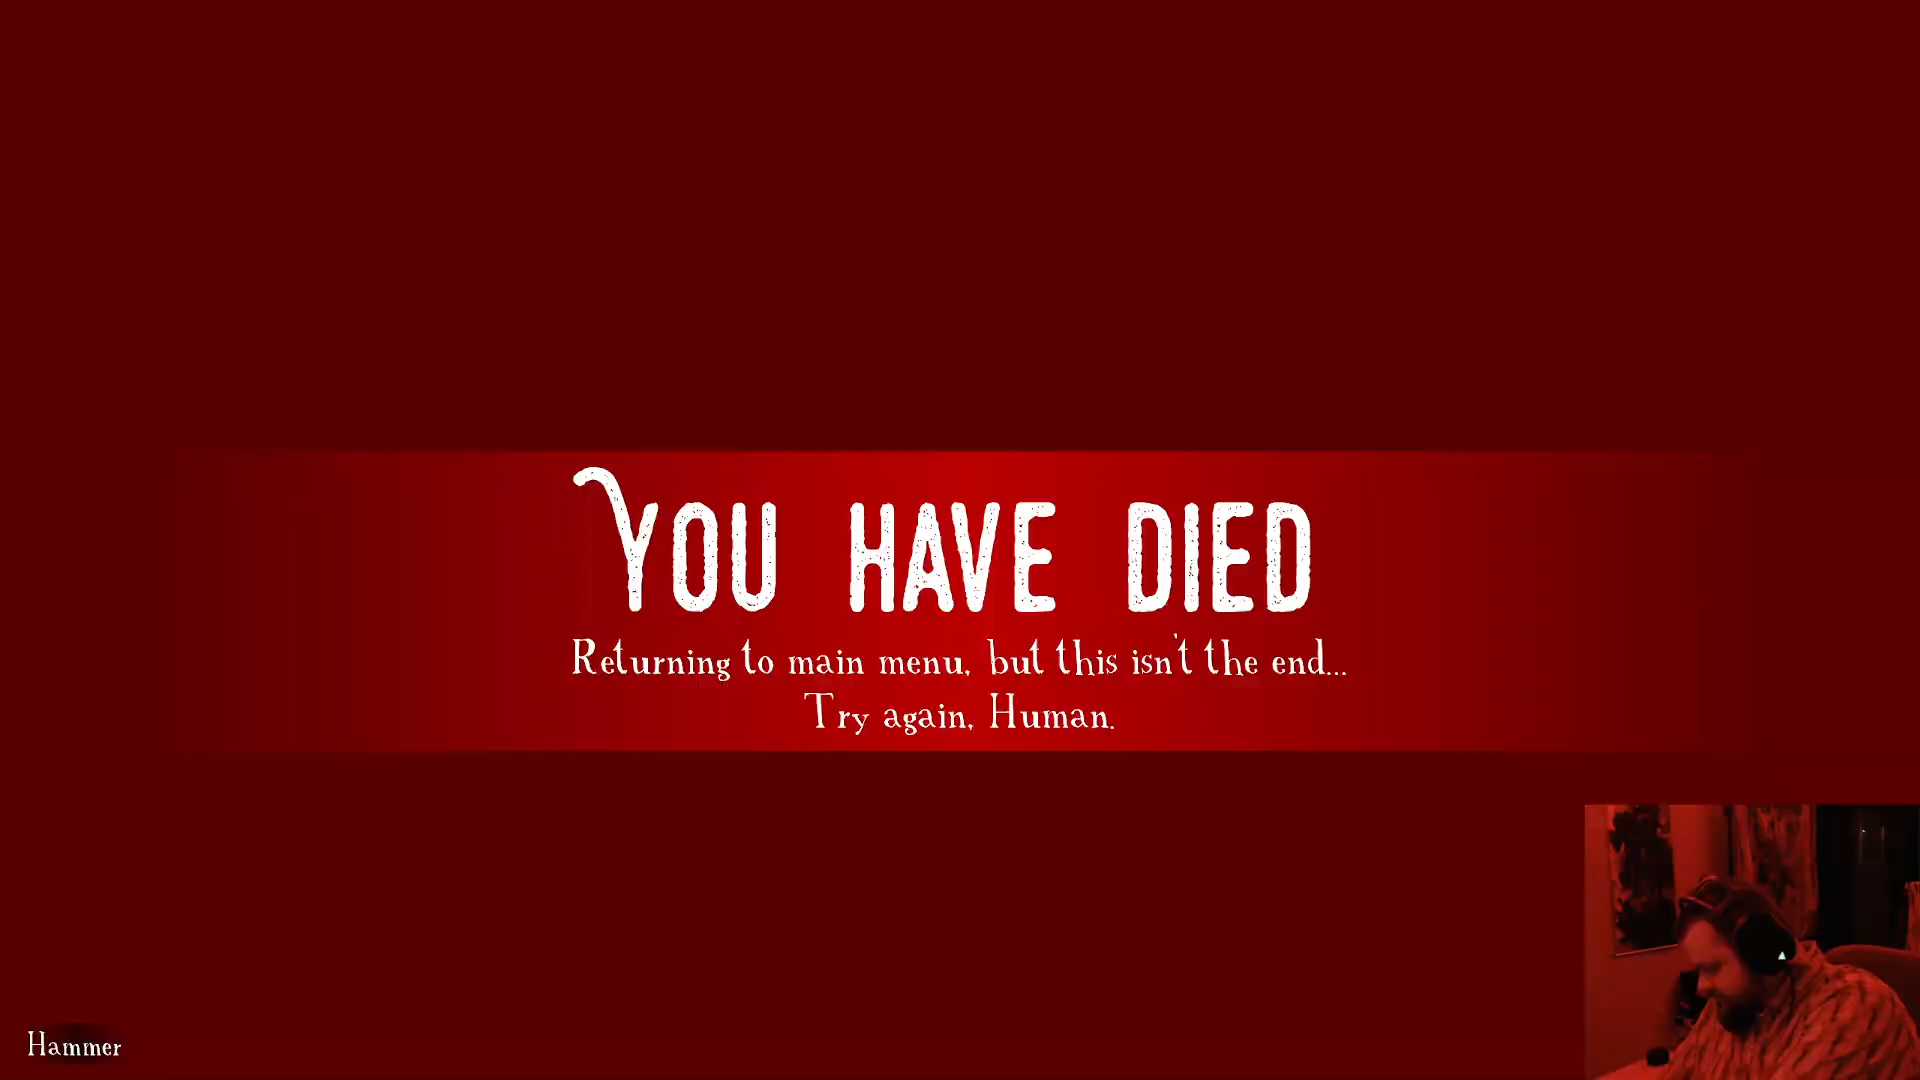 YOU HAVE DIED
Returning to main menu, but this isn't the end...
Try again, Human.
Hammer